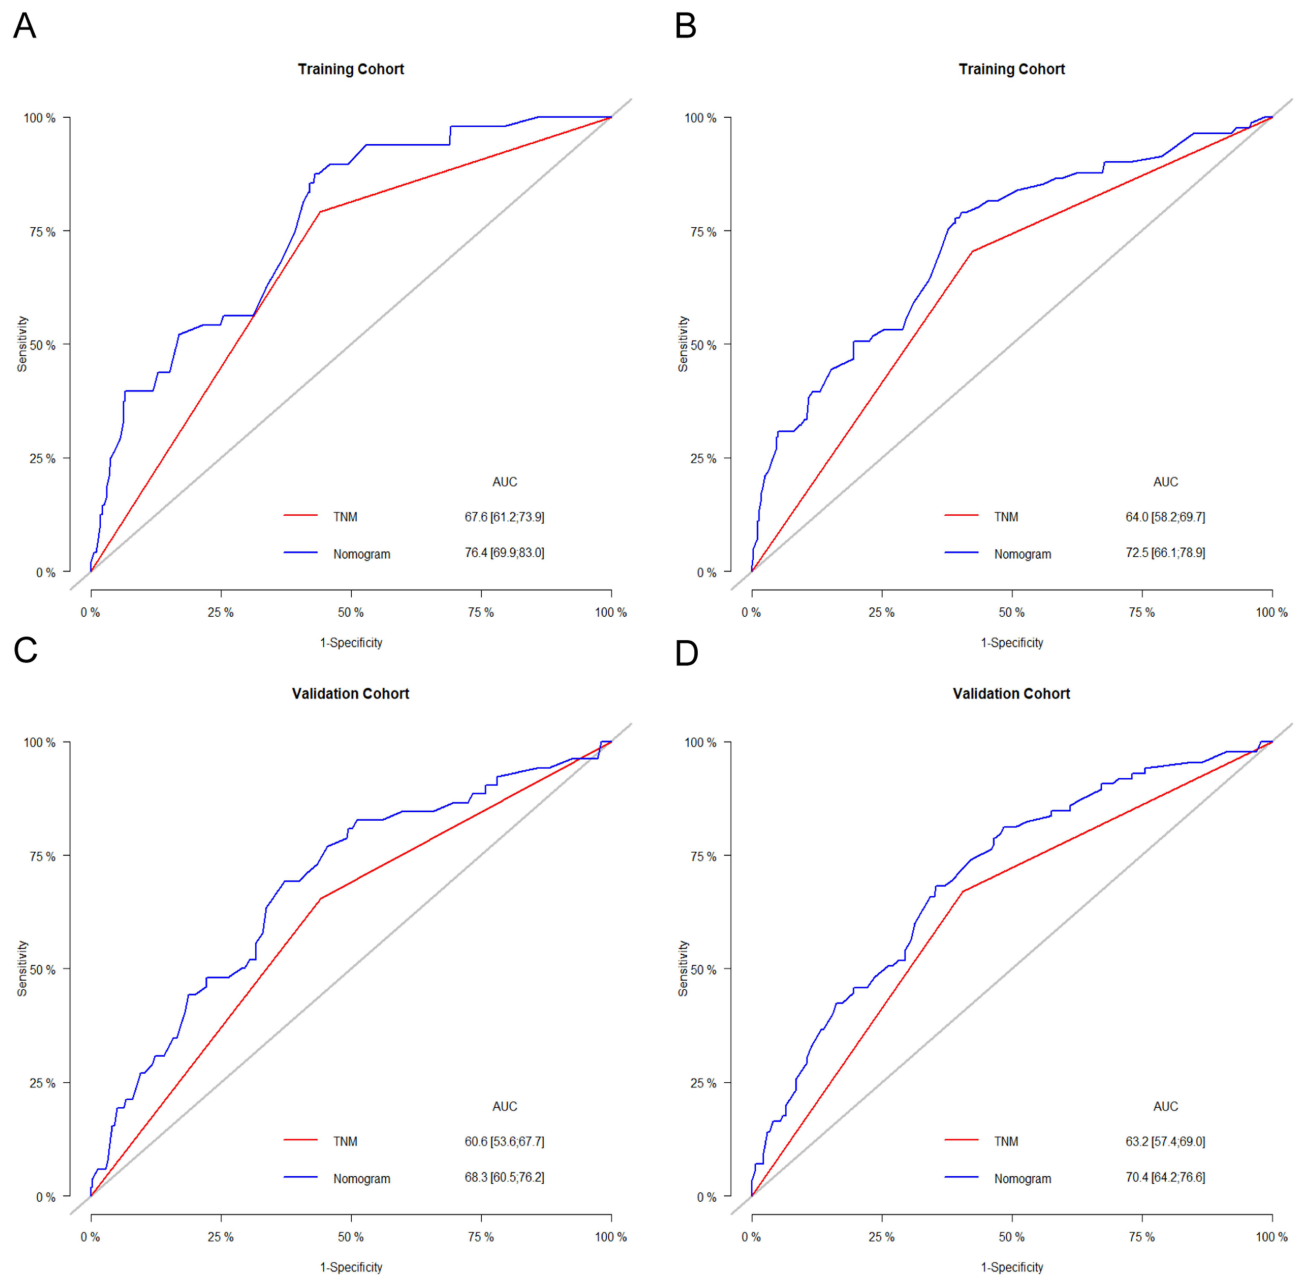 A
Training Cohort
100 %
75 %
50 %
25 %
0 %
Sensitivity
AUC
TNM 67.6 [61.2;73.9]
Nomogram 76.4 [69.9;83.0]
0 % 25 % 50 % 75 % 100 %
1-Specificity
B
Training Cohort
100 %
75 %
50 %
25 %
0 %
Sensitivity
AUC
TNM 64.0 [58.2;69.7]
Nomogram 72.5 [66.1;78.9]
0 % 25 % 50 % 75 % 100 %
1-Specificity
C
Validation Cohort
100 %
75 %
50 %
25 %
0 %
Sensitivity
AUC
TNM 60.6 [53.6;67.7]
Nomogram 68.3 [60.5;76.2]
0 % 25 % 50 % 75 % 100 %
1-Specificity
D
Validation Cohort
100 %
75 %
50 %
25 %
0 %
Sensitivity
AUC
TNM 63.2 [57.4;69.0]
Nomogram 70.4 [64.2;76.6]
0 % 25 % 50 % 75 % 100 %
1-Specificity